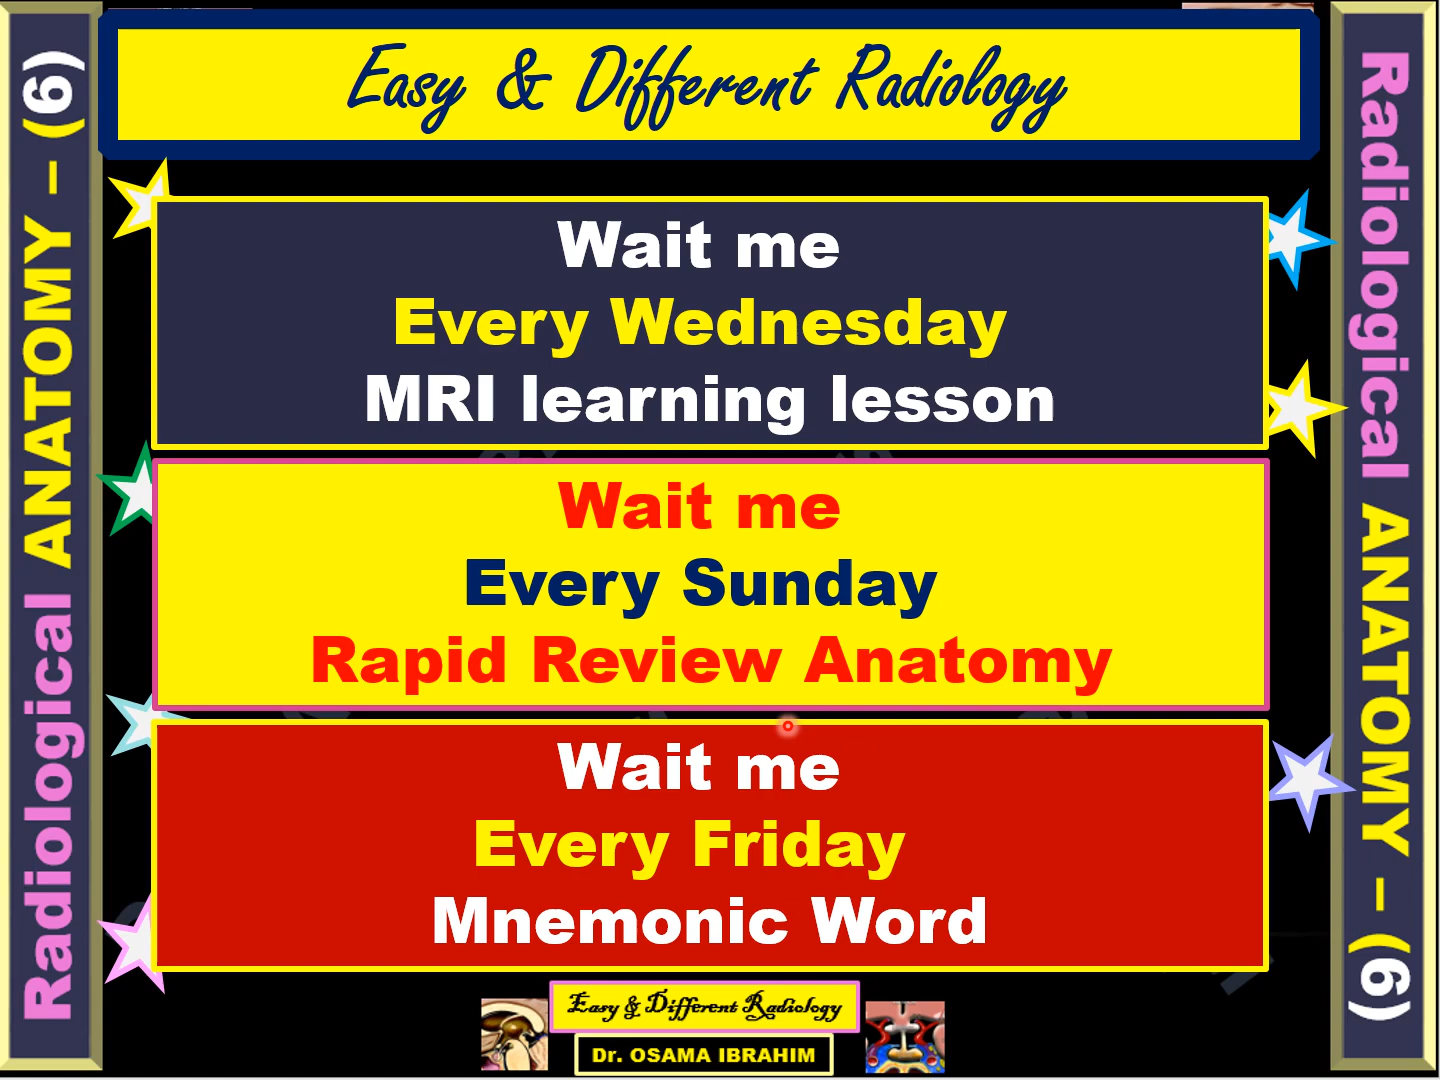 Easy & Different Radiology
Radiological ANATOMY – (6)
Wait me
Every Wednesday
MRI learning lesson
Wait me
Every Sunday
Rapid Review Anatomy
Wait me
Every Friday
Mnemonic Word
Radiological ANATOMY – (6)
Easy & Different Radiology
Dr. OSAMA IBRAHIM